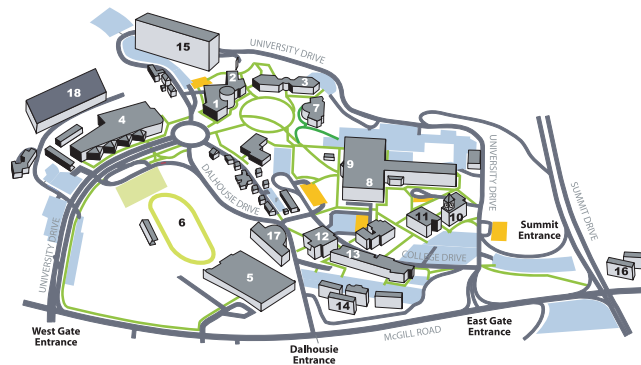 15
UNIVERSITY DRIVE
2
3
18
1
7
4
9
8
UNIVERSITY DRIVE
DALHOUSIE DRIVE
SUMMIT DRIVE
6
11
10
Summit
Entrance
17
12
13
COLLEGE DRIVE
UNIVERSITY DRIVE
5
16
14
West Gate
Entrance
Dalhousie
Entrance
McGILL ROAD
East Gate
Entrance